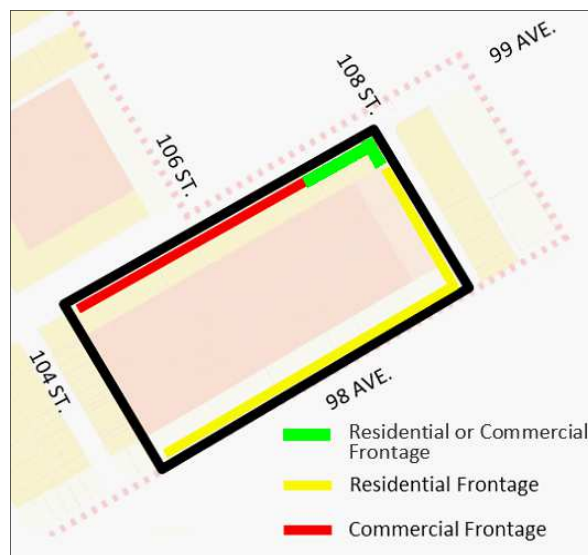 99 AVE.
108 ST.
106 ST.
104 ST.
98 AVE.
Residential or Commercial
Frontage
Residential Frontage
Commercial Frontage